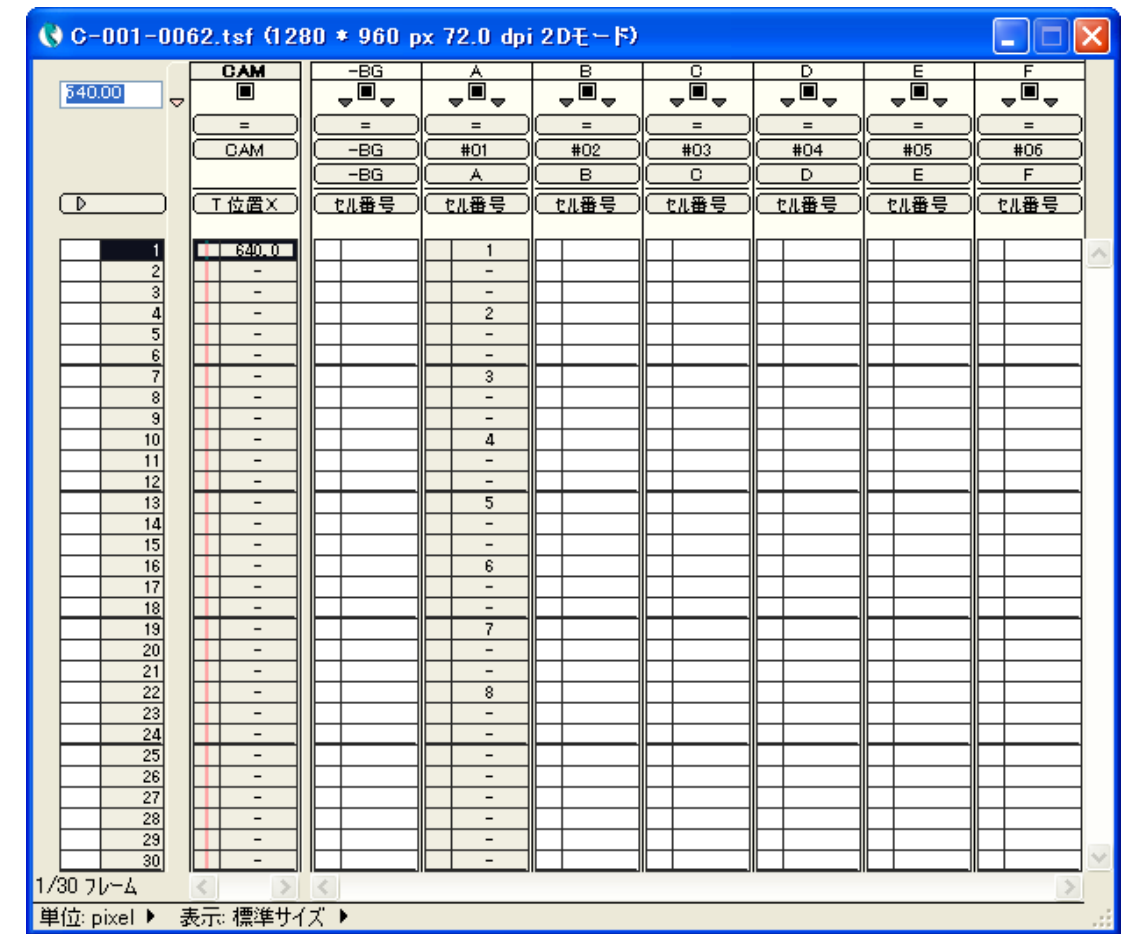 C-001-0062.tsf (1280 * 960 px 72.0 dpi 2Dモード)
CAM -BG A B C D E F
640.00
= = = = = = = =
CAM -BG #01 #02 #03 #04 #05 #06
-BG A B C D E F
T 位置X セル番号 セル番号 セル番号 セル番号 セル番号 セル番号 セル番号
1 640.0 1
2 - -
3 - -
4 - 2
5 - -
6 - -
7 - 3
8 - -
9 - -
10 - 4
11 - -
12 - -
13 - 5
14 - -
15 - -
16 - 6
17 - -
18 - -
19 - 7
20 - -
21 - -
22 - 8
23 - -
24 - -
25 - -
26 - -
27 - -
28 - -
29 - -
30 - -
1/30 フレーム
単位: pixel 表示: 標準サイズ